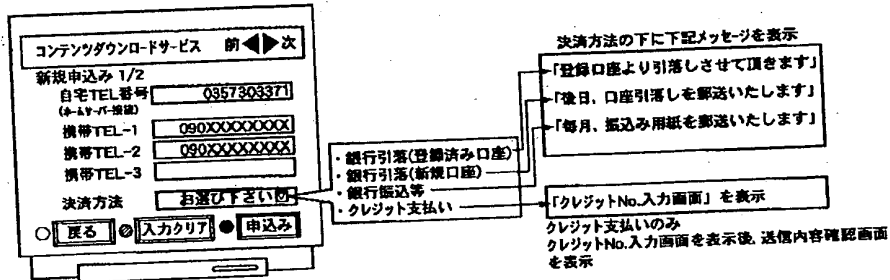 コンテンツダウンロードサービス 前◀▶次
新規申込み 1/2
自宅TEL番号 0357303371
(ホームサーバー接続)
携帯TEL-1 090XXXXXXXX
携帯TEL-2 090XXXXXXXX
携帯TEL-3
決済方法 お選び下さい
戻る 入力クリア 申込み
・銀行引落(登録済み口座)
・銀行引落(新規口座)
・銀行振込等
・クレジット支払い
決済方法の下に下記メッセージを表示
「登録口座より引落しさせて頂きます」
「後日、口座引落しを郵送いたします」
「毎月、振込み用紙を郵送いたします」
「クレジットNo.入力画面」を表示
クレジット支払いのみ
クレジットNo.入力画面を表示後、送信内容確認画面
を表示